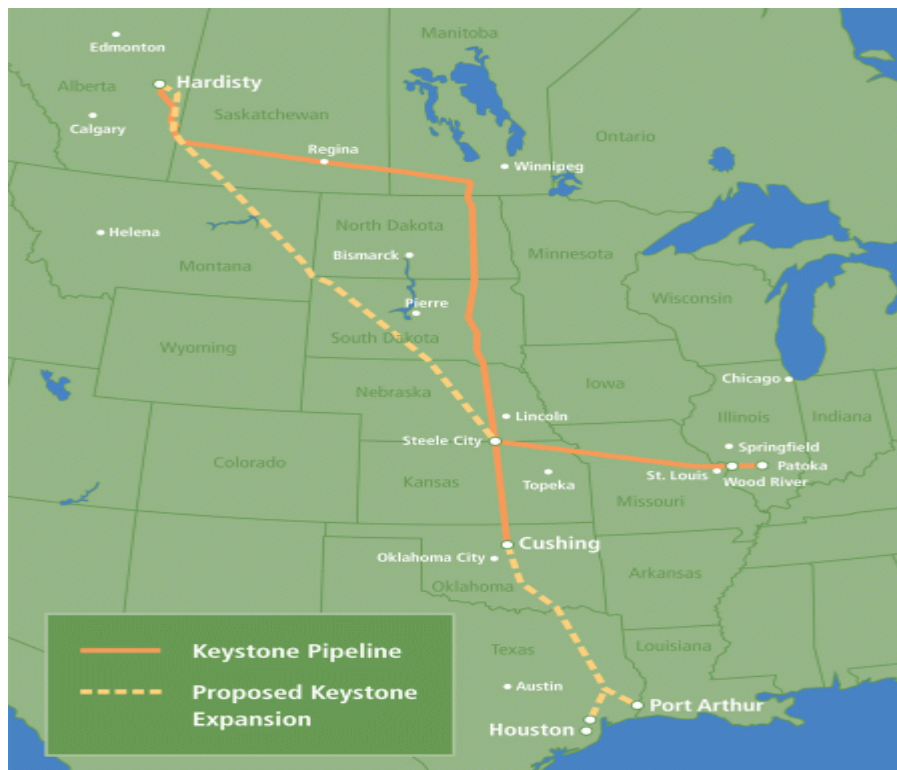 Manitoba
Edmonton
Hardisty
Alberta
Saskatchewan
Calgary
Ontario
Regina
Winnipeg
North Dakota
Helena
Bismarck
Minnesota
Montana
Pierre
Wisconsin
South Dakota
Wyoming
Chicago
Iowa
Nebraska
Lincoln
Illinois
Indiana
Steele City
Springfield
Colorado
Patoka
St. Louis
Wood River
Kansas
Topeka
Missouri
Cushing
Oklahoma City
Arkansas
Oklahoma
Texas
Louisiana
Austin
Port Arthur
Houston
Keystone Pipeline
Proposed Keystone
Expansion